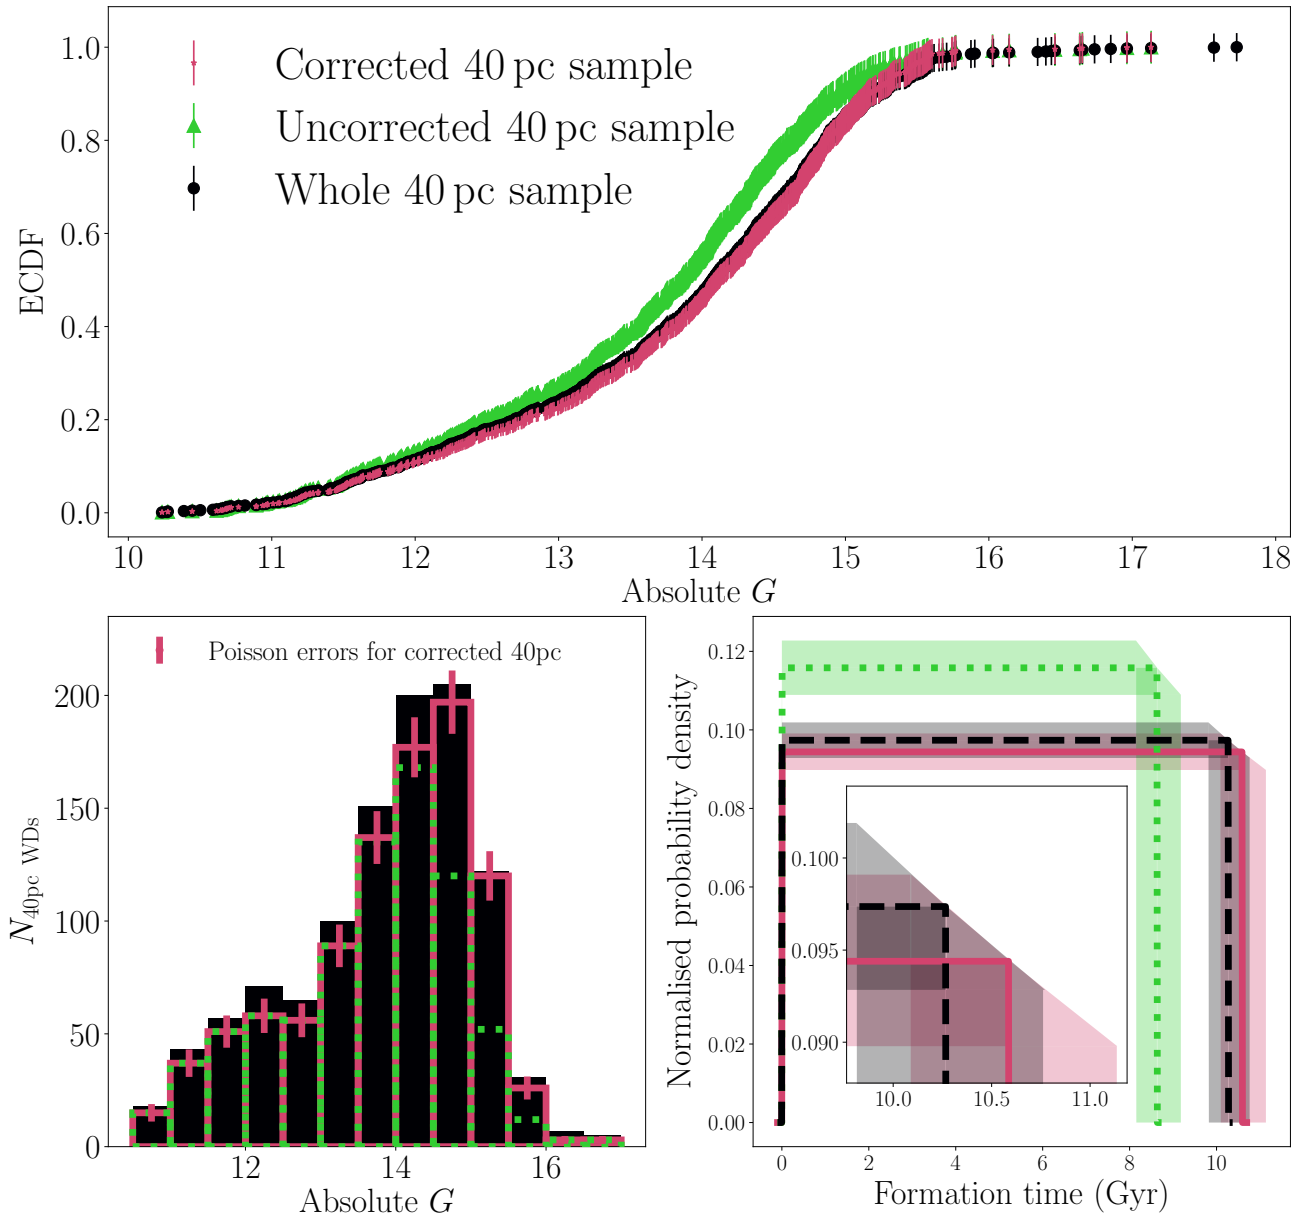 1.0
0.8
0.6
0.4
0.2
0.0
ECDF
Corrected 40 pc sample
Uncorrected 40 pc sample
Whole 40 pc sample
10 11 12 13 14 15 16 17 18
Absolute G
200
150
100
50
0
N40pc WDs
Poisson errors for corrected 40pc
12 14 16
Absolute G
0.12
0.10
0.08
0.06
0.04
0.02
0.00
Normalised probability density
0.100
0.095
0.090
10.0 10.5 11.0
0 2 4 6 8 10
Formation time (Gyr)